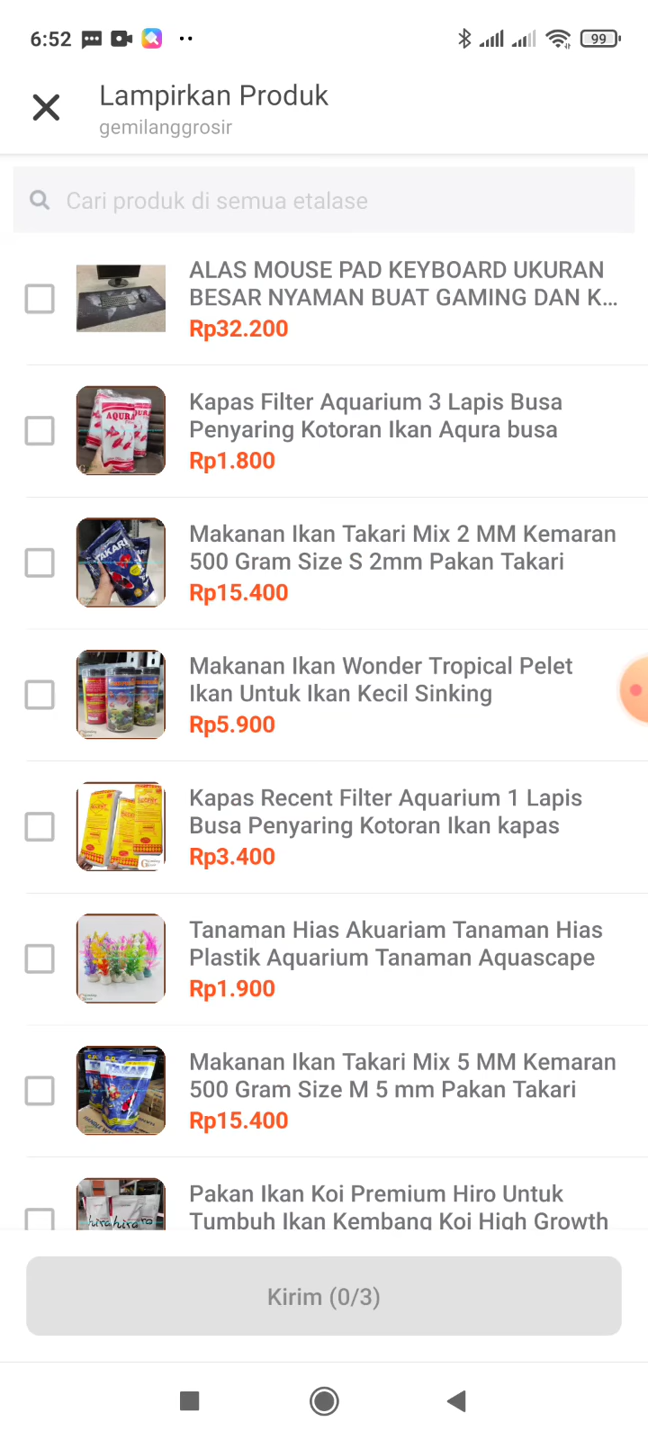 6:52
99
Lampirkan Produk
gemilanggrosir
Cari produk di semua etalase
ALAS MOUSE PAD KEYBOARD UKURAN
BESAR NYAMAN BUAT GAMING DAN K...
Rp32.200
AQURA
Kapas Filter Aquarium 3 Lapis Busa
Penyaring Kotoran Ikan Aqura busa
Rp1.800
TAKARI
Makanan Ikan Takari Mix 2 MM Kemaran
500 Gram Size S 2mm Pakan Takari
Rp15.400
Makanan Ikan Wonder Tropical Pelet
Ikan Untuk Ikan Kecil Sinking
Rp5.900
Kapas Recent Filter Aquarium 1 Lapis
Busa Penyaring Kotoran Ikan kapas
Rp3.400
Tanaman Hias Akuariam Tanaman Hias
Plastik Aquarium Tanaman Aquascape
Rp1.900
Makanan Ikan Takari Mix 5 MM Kemaran
500 Gram Size M 5 mm Pakan Takari
Rp15.400
hiro
Pakan Ikan Koi Premium Hiro Untuk
Tumbuh Ikan Kembang Koi High Growth
Kirim (0/3)